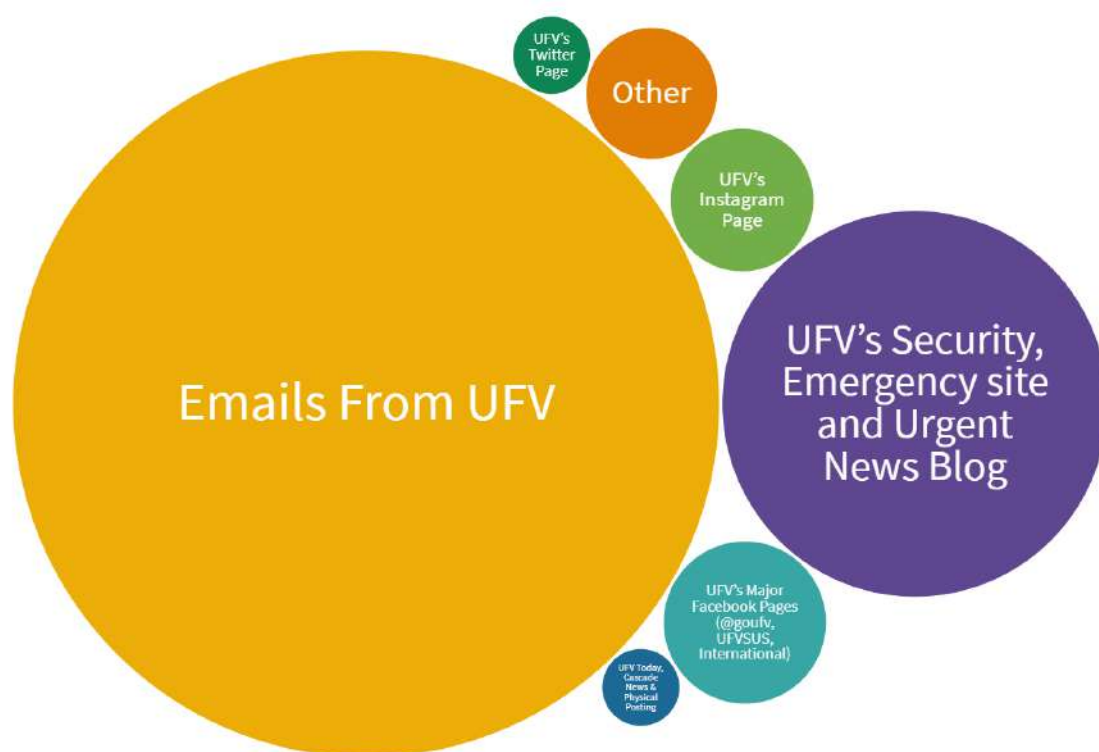 UFV's
Twitter
Page
Other
UFV's
Instagram
Page
Emails From UFV
UFV's Security,
Emergency site
and Urgent
News Blog
UFV's Major
Facebook Pages
(@goufv,
UFVSUS,
International)
UFV Today,
Cascade
News &
Physical
Posting